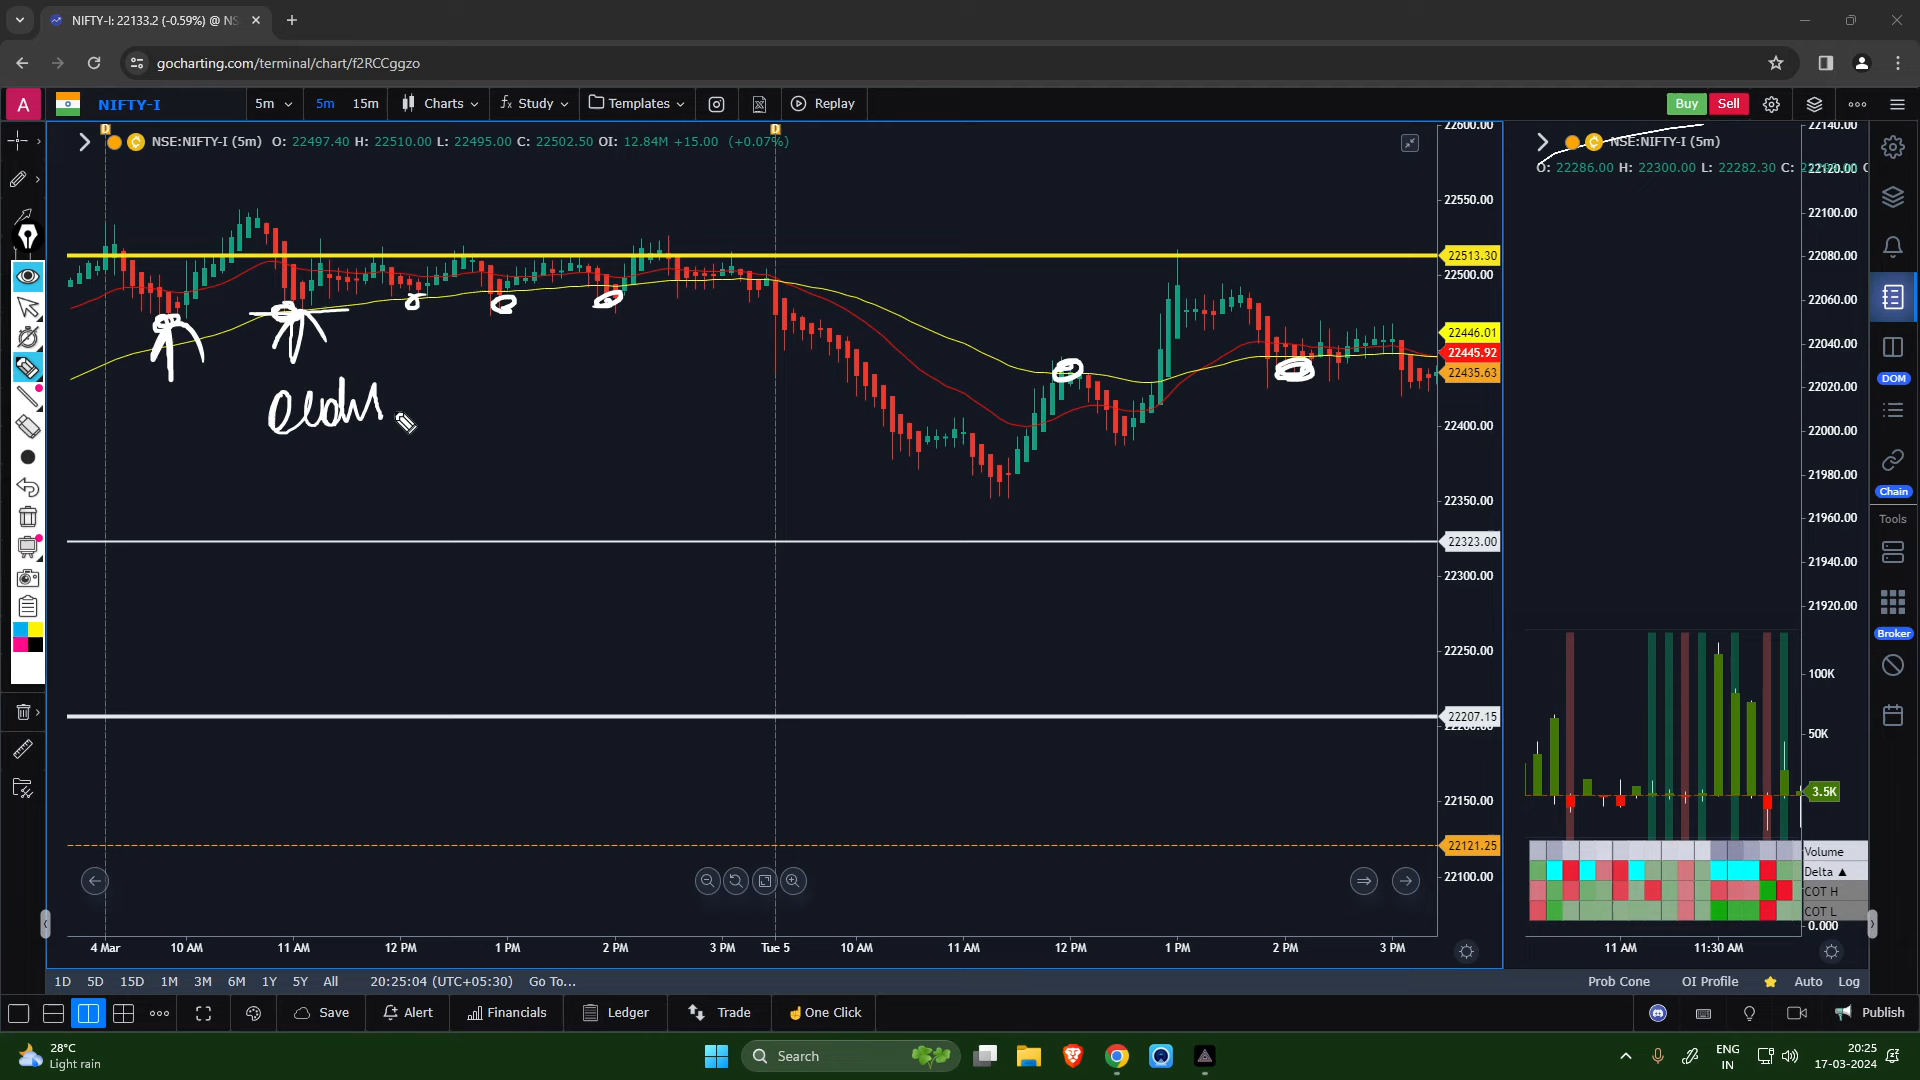 NIFTY-I: 22133.2 (-0.59%) @ NS
gocharting.com/terminal/chart/f2RCCggzo
A NIFTY-I 5m 5m 15m Charts Study Templates Replay Buy Sell
NSE:NIFTY-I (5m) O: 22497.40 H: 22510.00 L: 22495.00 C: 22502.50 OI: 12.84M +15.00 (+0.07%)
22600.00
22550.00
22513.30
22500.00
22446.01
22445.92
22435.63
22400.00
22350.00
22323.00
22300.00
22250.00
22207.15
22200.00
22150.00
22121.25
22100.00
4 Mar 10 AM 11 AM 12 PM 1 PM 2 PM 3 PM Tue 5 10 AM 11 AM 12 PM 1 PM 2 PM 3 PM
NSE:NIFTY-I (5m)
O: 22286.00 H: 22300.00 L: 22282.30 C:
22140.00
22120.00
22100.00
22080.00
22060.00
22040.00
22020.00
22000.00
21980.00
21960.00
21940.00
21920.00
100K
50K
3.5K
Volume
Delta ▲
COT H
COT L
0.000
11 AM 11:30 AM
DOM
Chain
Tools
Broker
1D 5D 15D 1M 3M 6M 1Y 5Y All 20:25:04 (UTC+05:30) Go To... Prob Cone OI Profile Auto Log
Save Alert Financials Ledger Trade One Click Publish
28°C
Light rain
Search
ENG
IN
20:25
17-03-2024